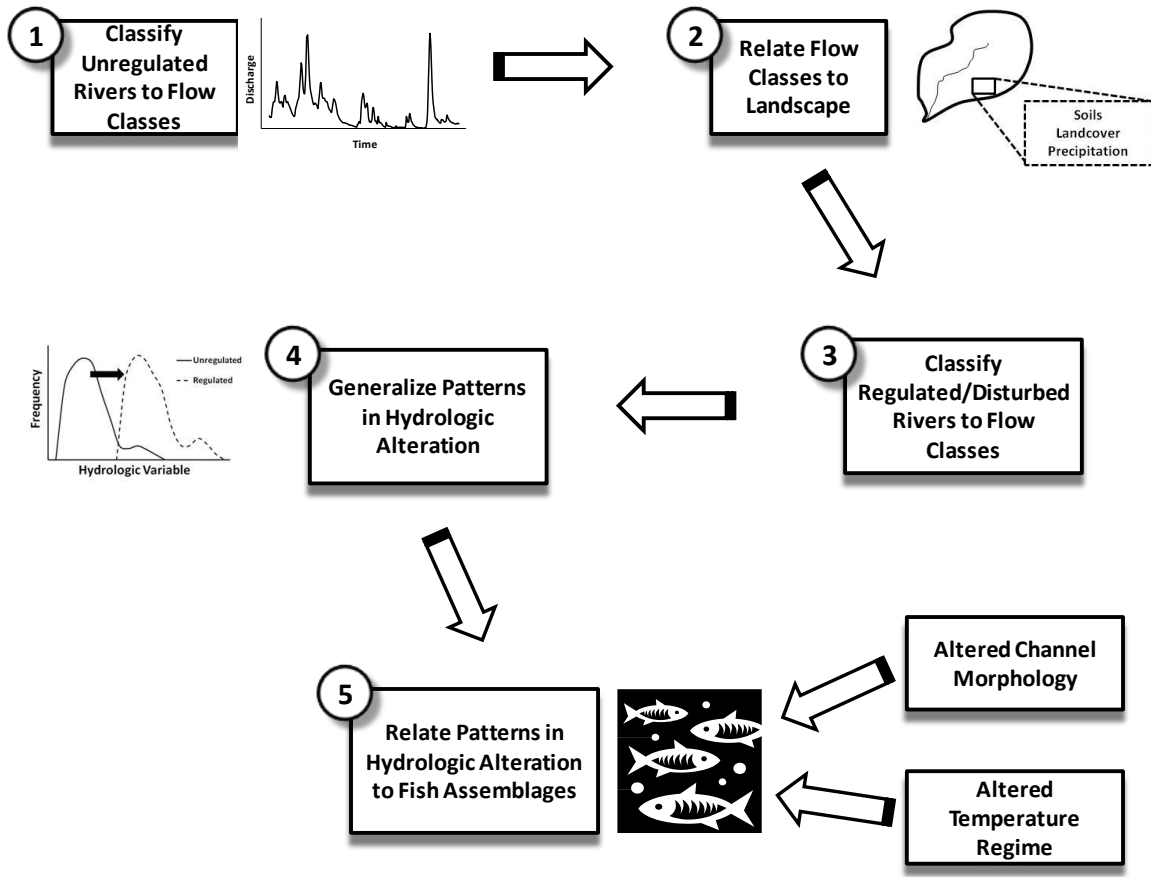 1
Classify
Unregulated
Rivers to Flow
Classes
Discharge
Time
2
Relate Flow
Classes to
Landscape
Soils
Landcover
Precipitation
3
Classify
Regulated/Disturbed
Rivers to Flow
Classes
4
Generalize Patterns
in Hydrologic
Alteration
Frequency
Unregulated
Regulated
Hydrologic Variable
5
Relate Patterns in
Hydrologic Alteration
to Fish Assemblages
Altered Channel
Morphology
Altered
Temperature
Regime